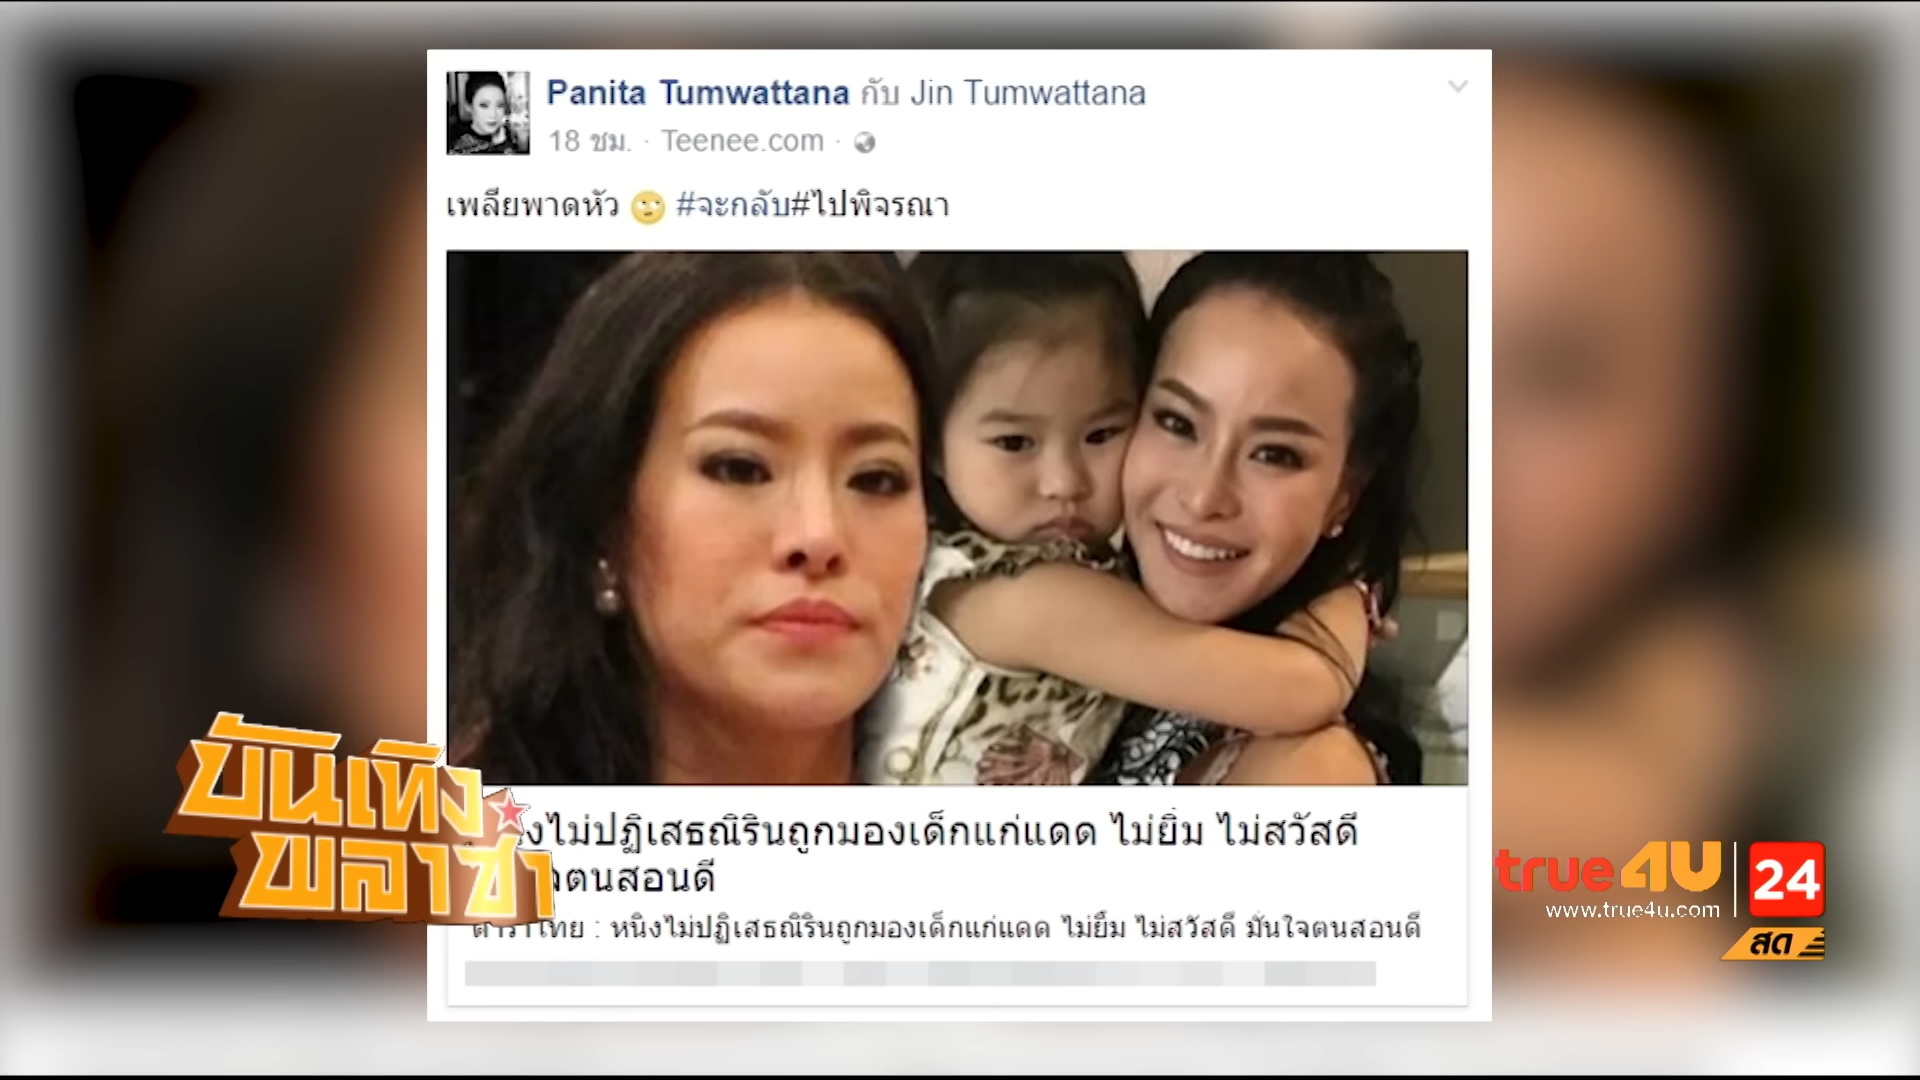 Panita Tumwattana กับ Jin Tumwattana
18 ชม. · Teenee.com ·
เพลียพาดหัว #จะกลับ#ไปพิจรณา
ไม่ปฏิเสธณิรินถูกมองเด็กแก่แดด ไม่ยิ้ม ไม่สวัสดี
ตนสอนดี
ดาราไทย : หนิงไม่ปฏิเสธณิรินถูกมองเด็กแก่แดด ไม่ยิ้ม ไม่สวัสดี มั่นใจตนสอนดี
บันเทิง
พลาซ่า
true4U 24
www.true4u.com
สด